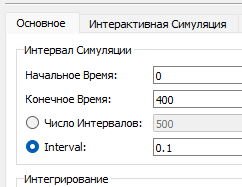 Основное Интерактивная Симуляция
Интервал Симуляции
Начальное Время: 0
Конечное Время: 400
Число Интервалов: 500
Interval: 0.1
Интегрирование